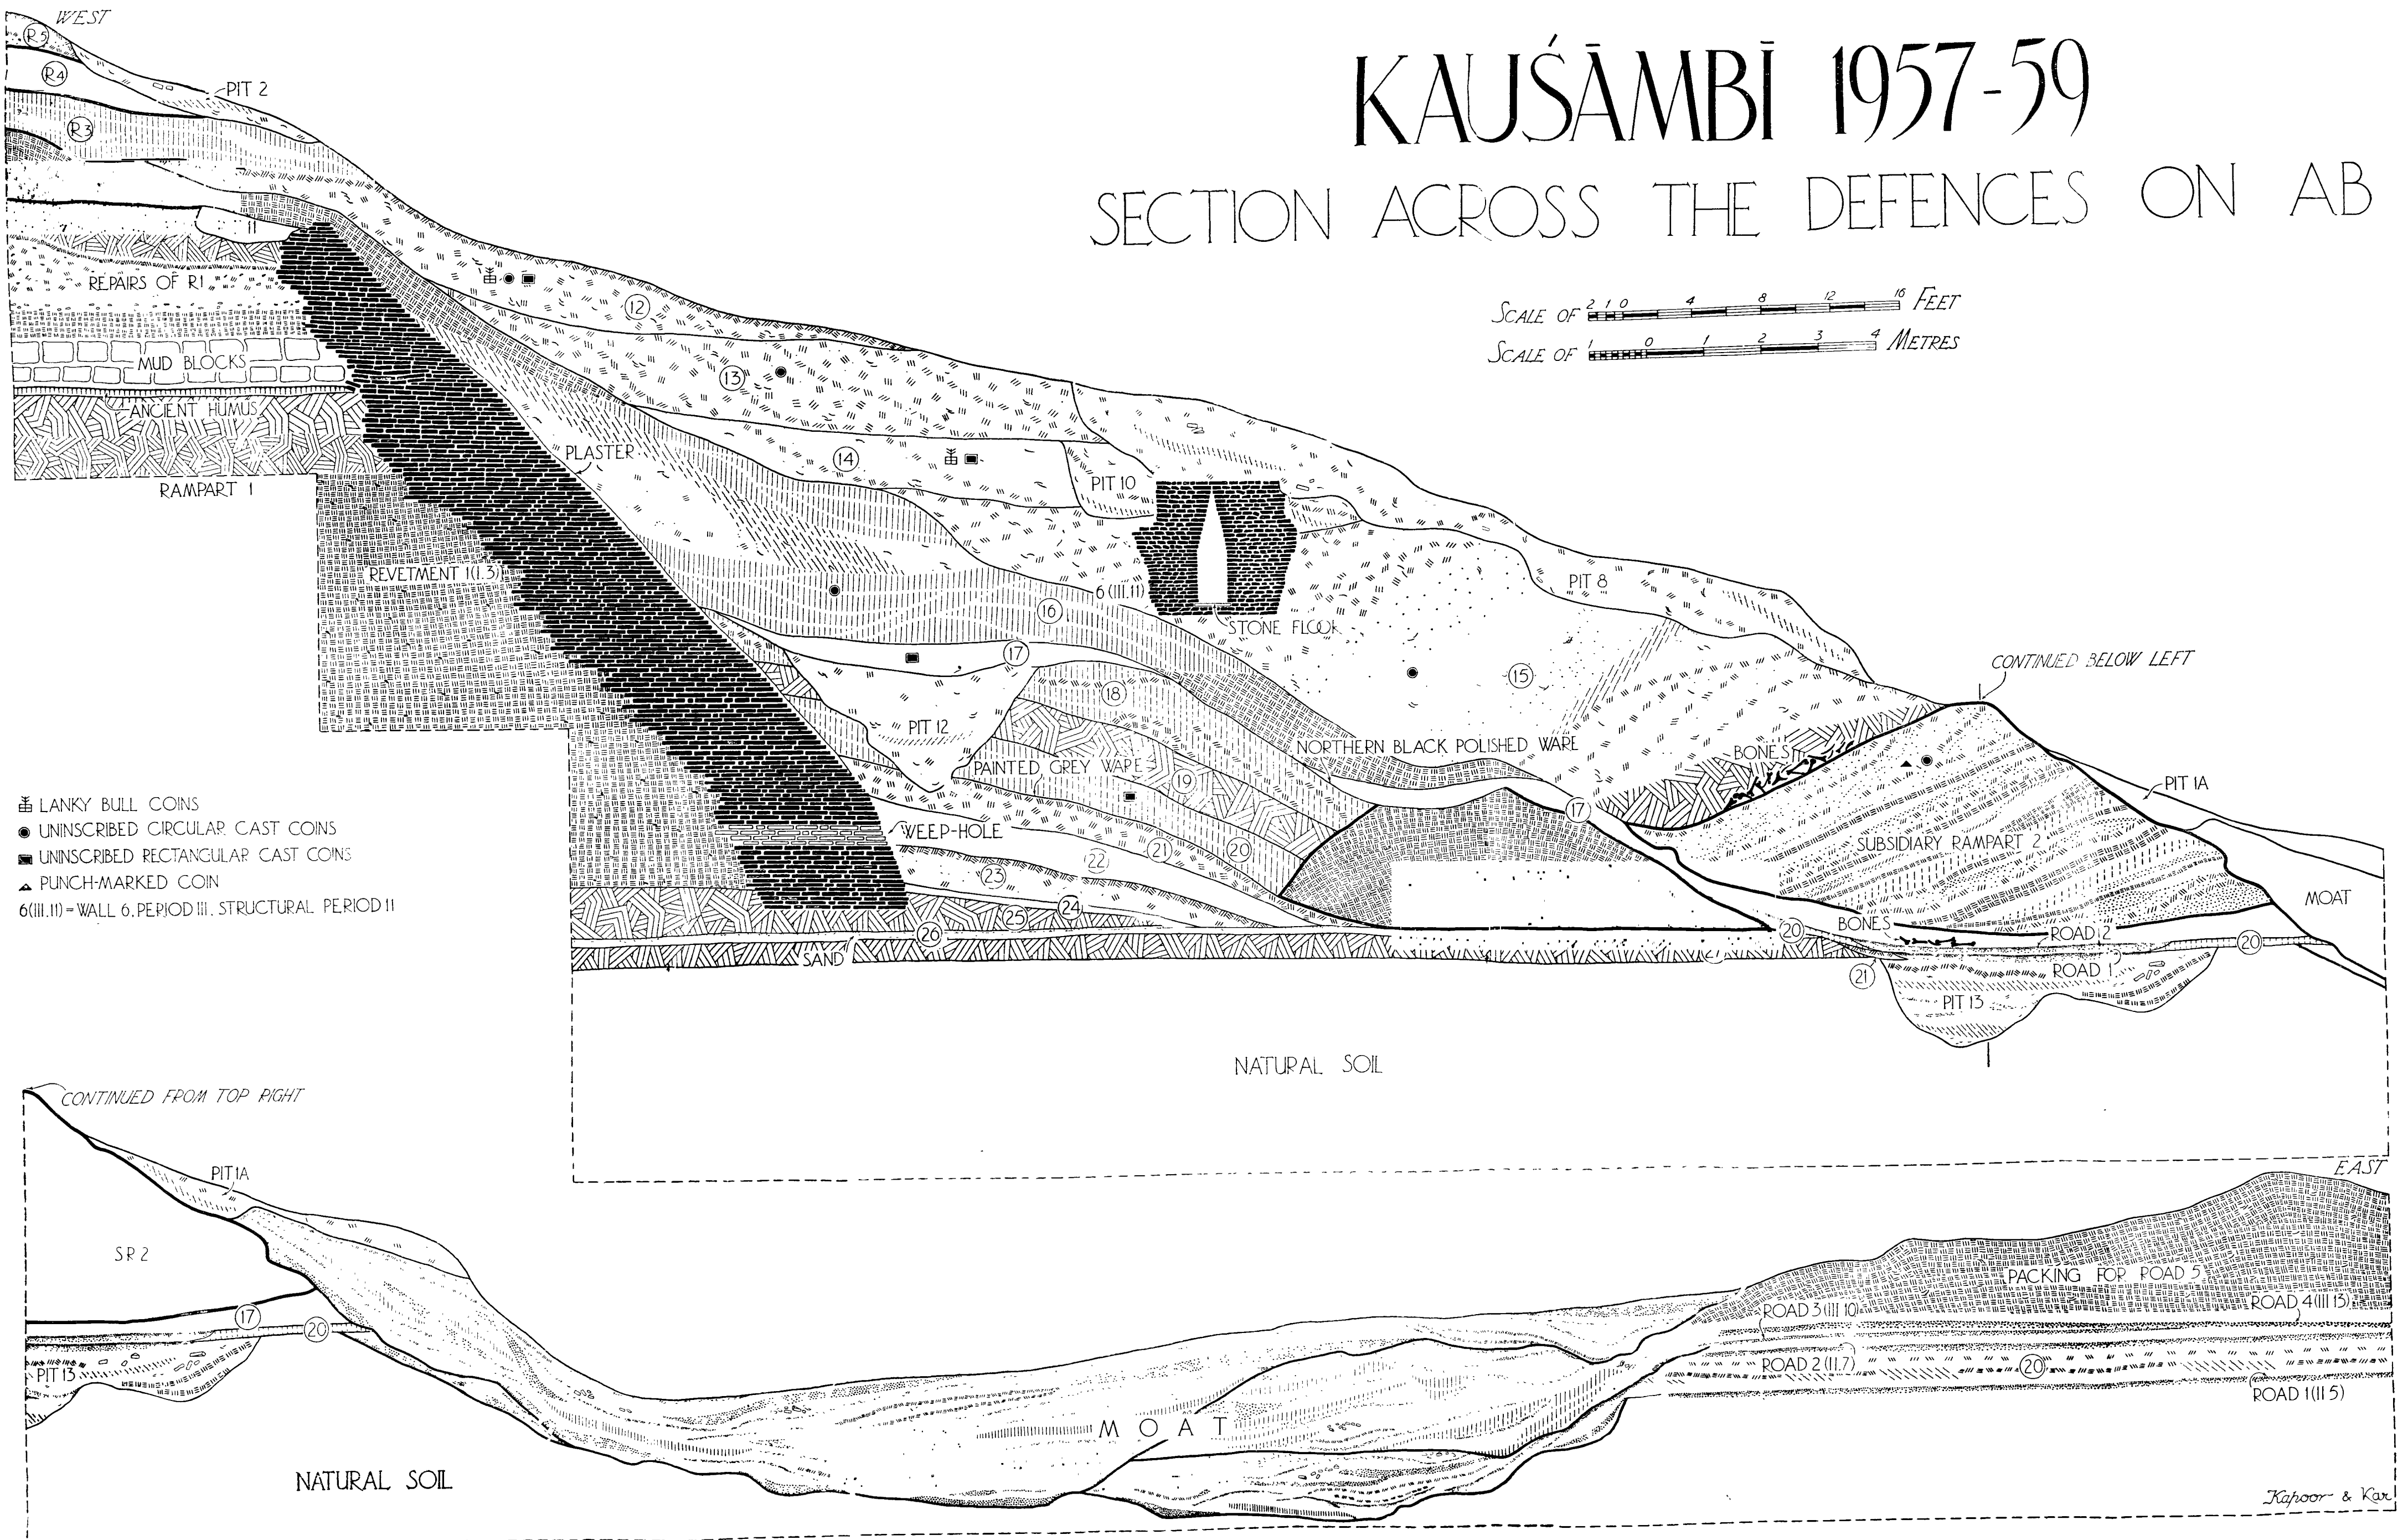 WEST
KAUŚĀMBĪ 1957-59
SECTION ACROSS THE DEFENCES ON AB
SCALE OF 2 1 0 4 8 12 16 FEET
SCALE OF 1 0 1 2 3 4 METRES
R5
R4
PIT 2
R3
11
REPAIRS OF R1
MUD BLOCKS
ANCIENT HUMUS
RAMPART 1
12
13
PLASTER
14
PIT 10
REVETMENT 1(I.3)
6(III.11)
16
STONE FLOOR
PIT 8
17
15
CONTINUED BELOW LEFT
18
PIT 12
NORTHERN BLACK POLISHED WARE
PAINTED GREY WARE
BONES
19
PIT 1A
17
WEEP-HOLE
SUBSIDIARY RAMPART 2
20
21
22
23
24
25
26
SAND
MOAT
BONES
20
ROAD 2
20
ROAD 1
21
PIT 13
NATURAL SOIL
LANKY BULL COINS
UNINSCRIBED CIRCULAR CAST COINS
UNINSCRIBED RECTANGULAR CAST COINS
PUNCH-MARKED COIN
6(III.11)=WALL 6. PERIOD III. STRUCTURAL PERIOD 11
CONTINUED FROM TOP RIGHT
EAST
PIT 1A
SR 2
17
20
PIT 13
NATURAL SOIL
MOAT
PACKING FOR ROAD 5
ROAD 3 (III 10)
ROAD 4 (III 13)
ROAD 2 (II.7)
20
ROAD 1 (II 5)
Kapoor & Kar